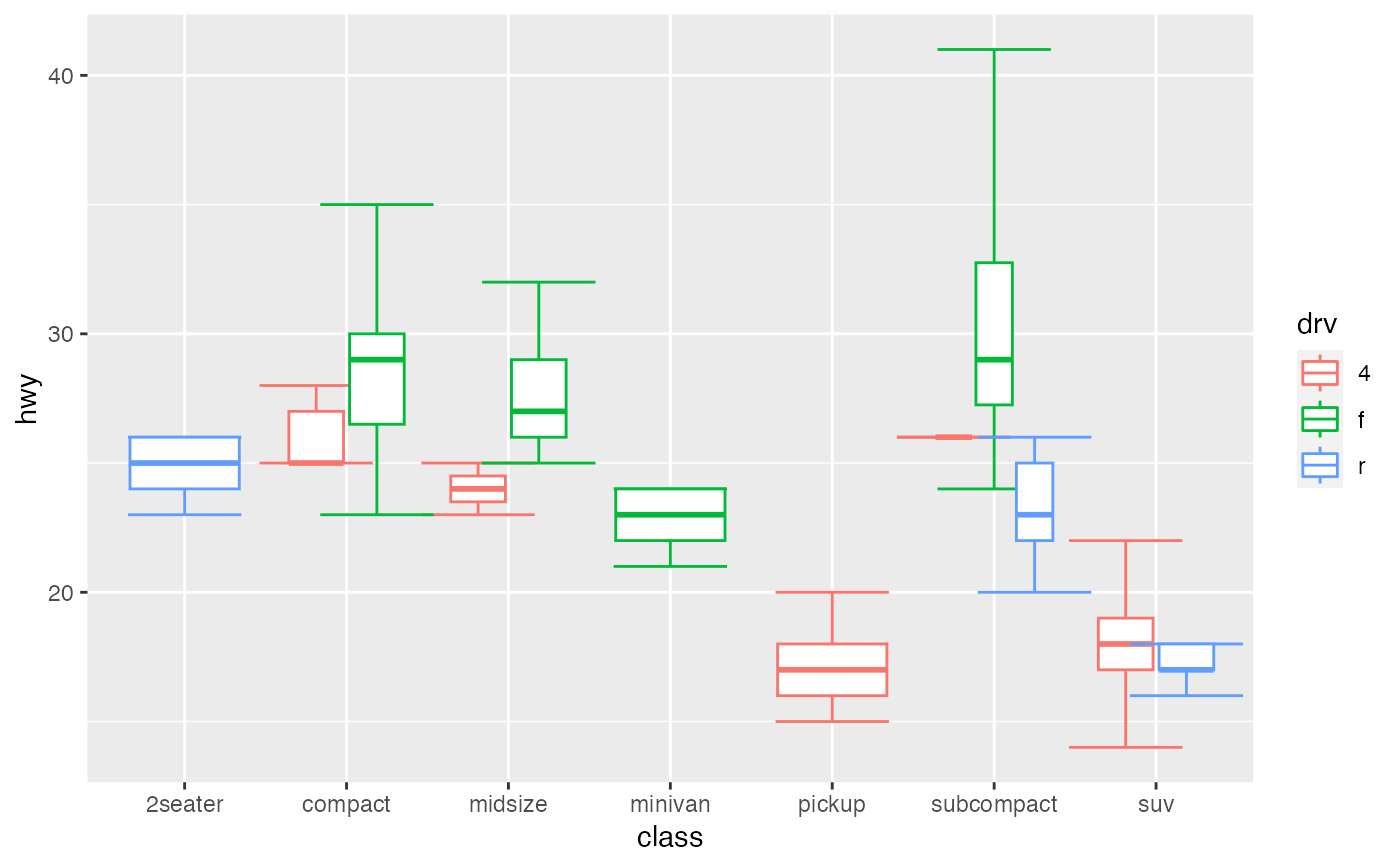 40
30
20
hwy
2seater compact midsize minivan pickup subcompact suv
class
drv
4
f
r